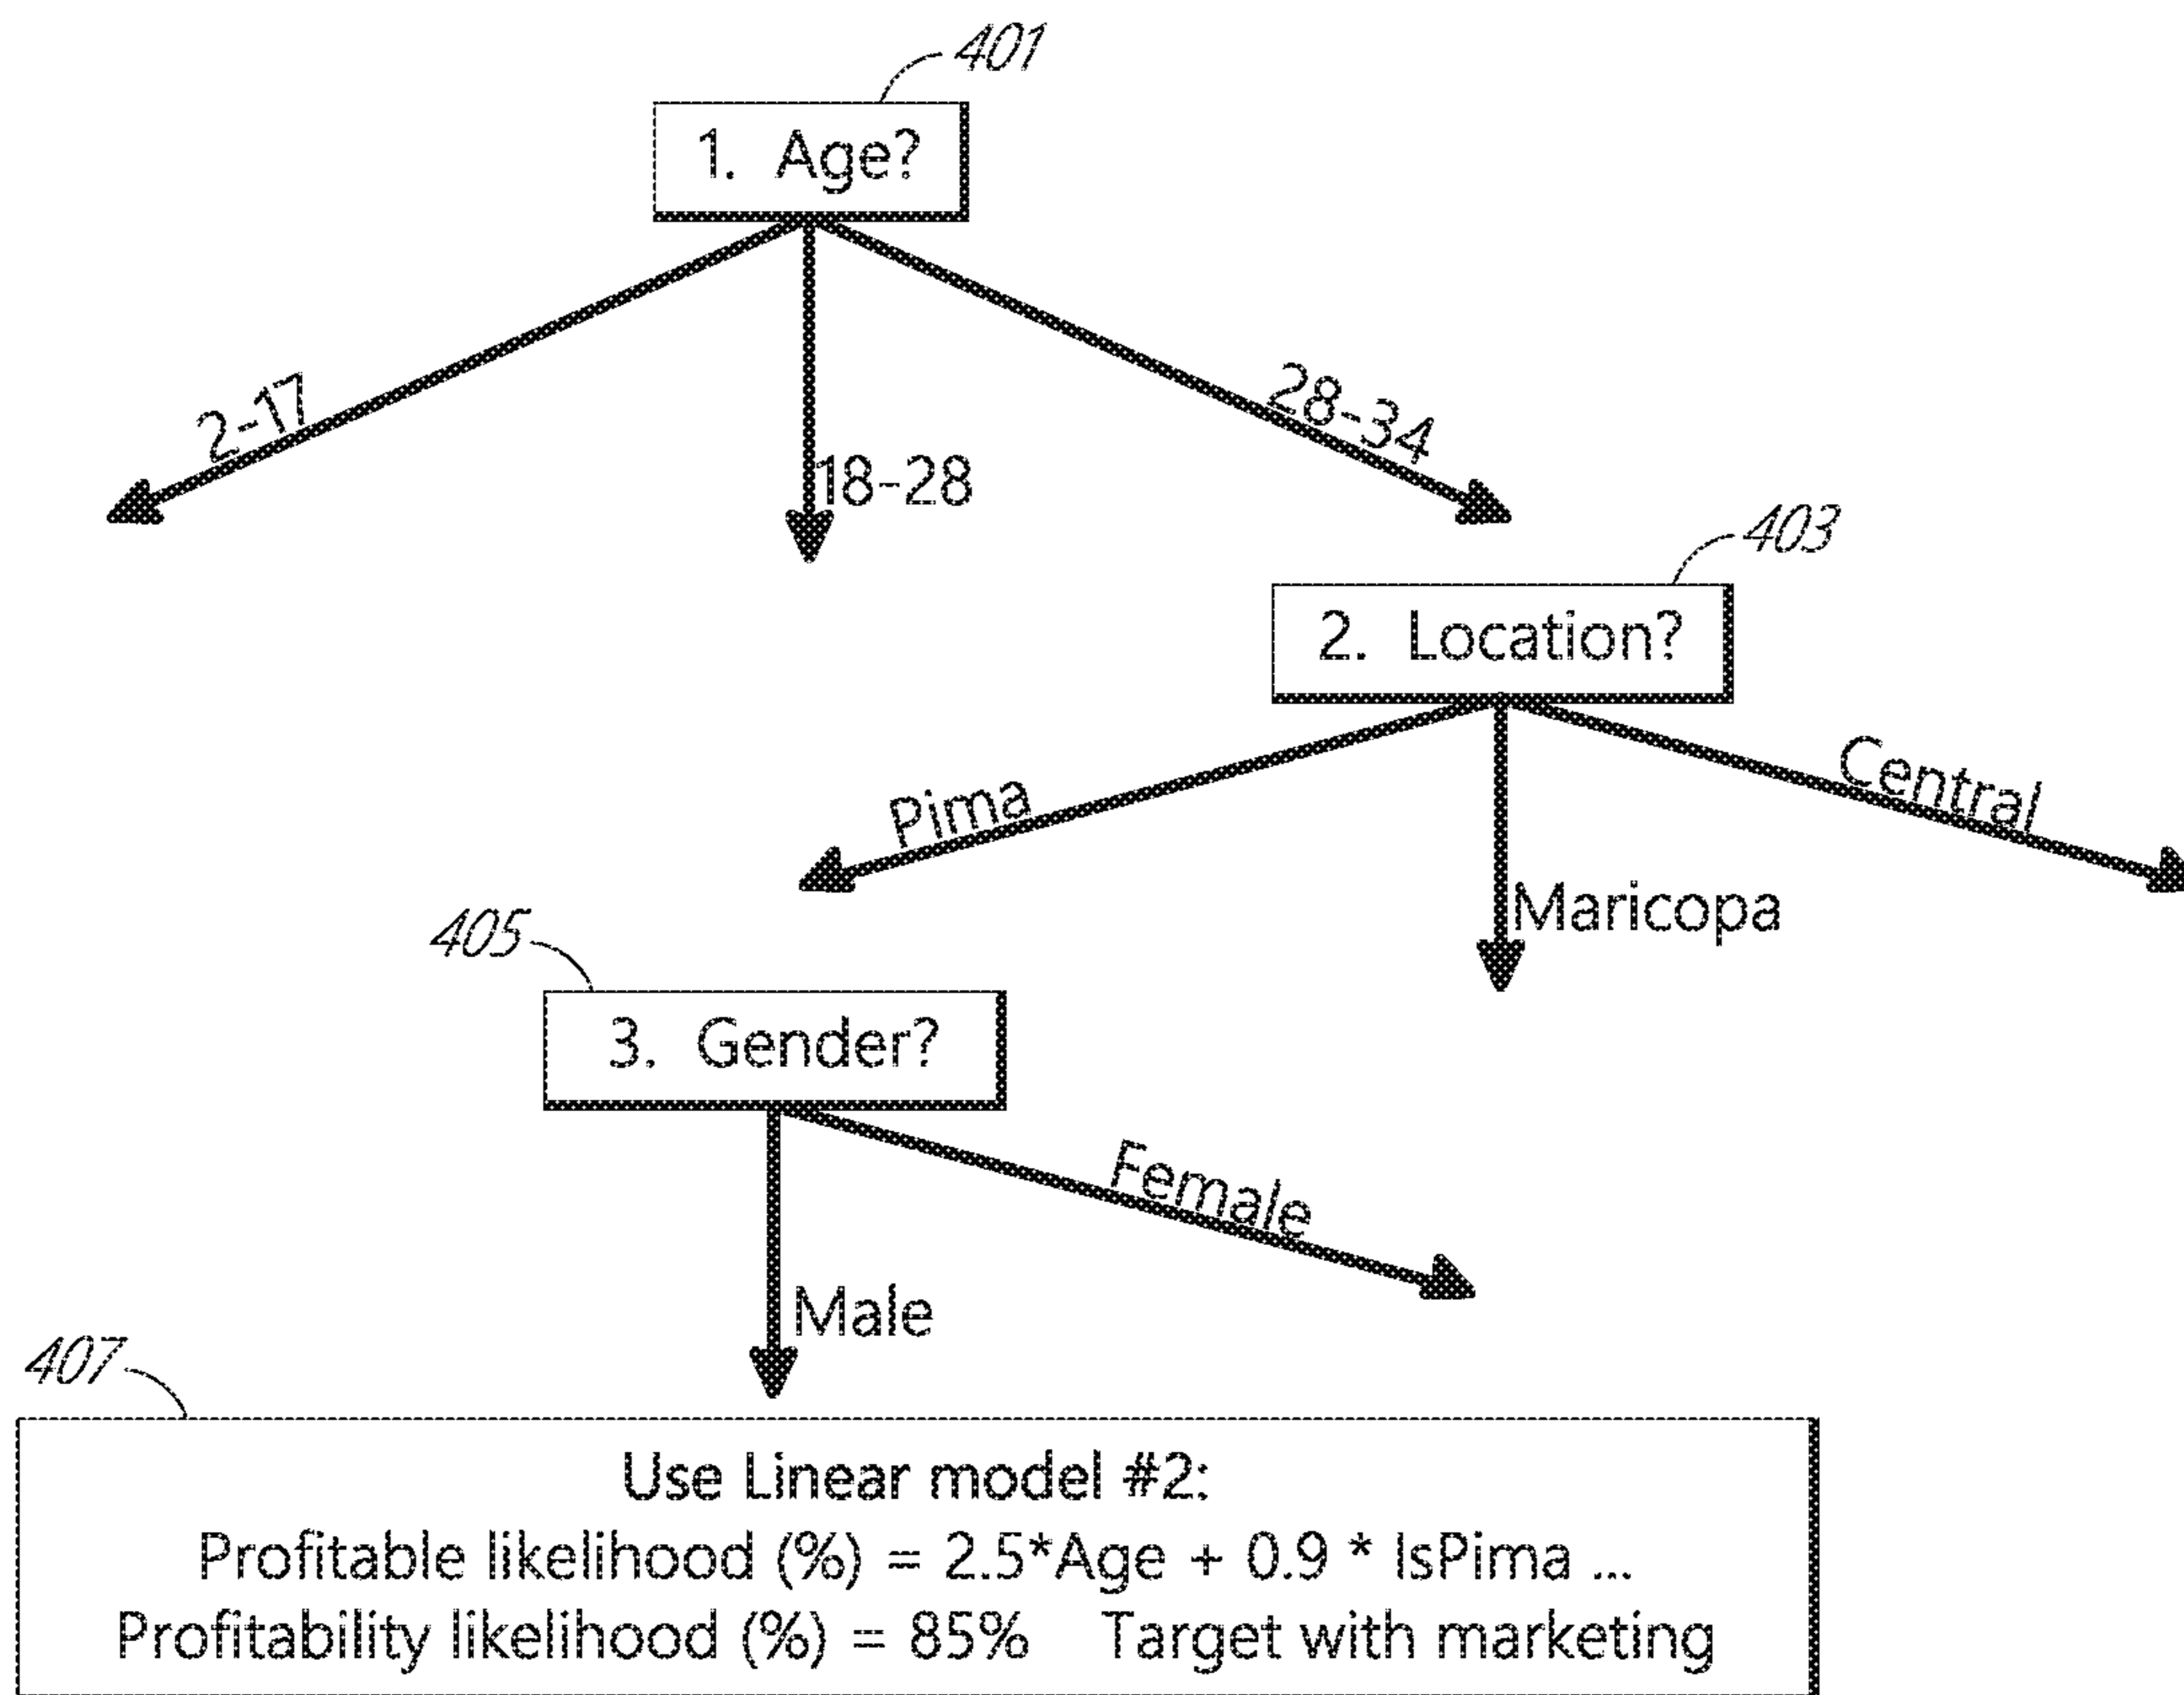 401
1. Age?
2-17
18-28
28-34
403
2. Location?
Pima
Maricopa
Central
405
3. Gender?
Female
Male
407
Use Linear model #2:
Profitable likelihood (%) = 2.5*Age + 0.9 * IsPima ...
Profitability likelihood (%) = 85% Target with marketing